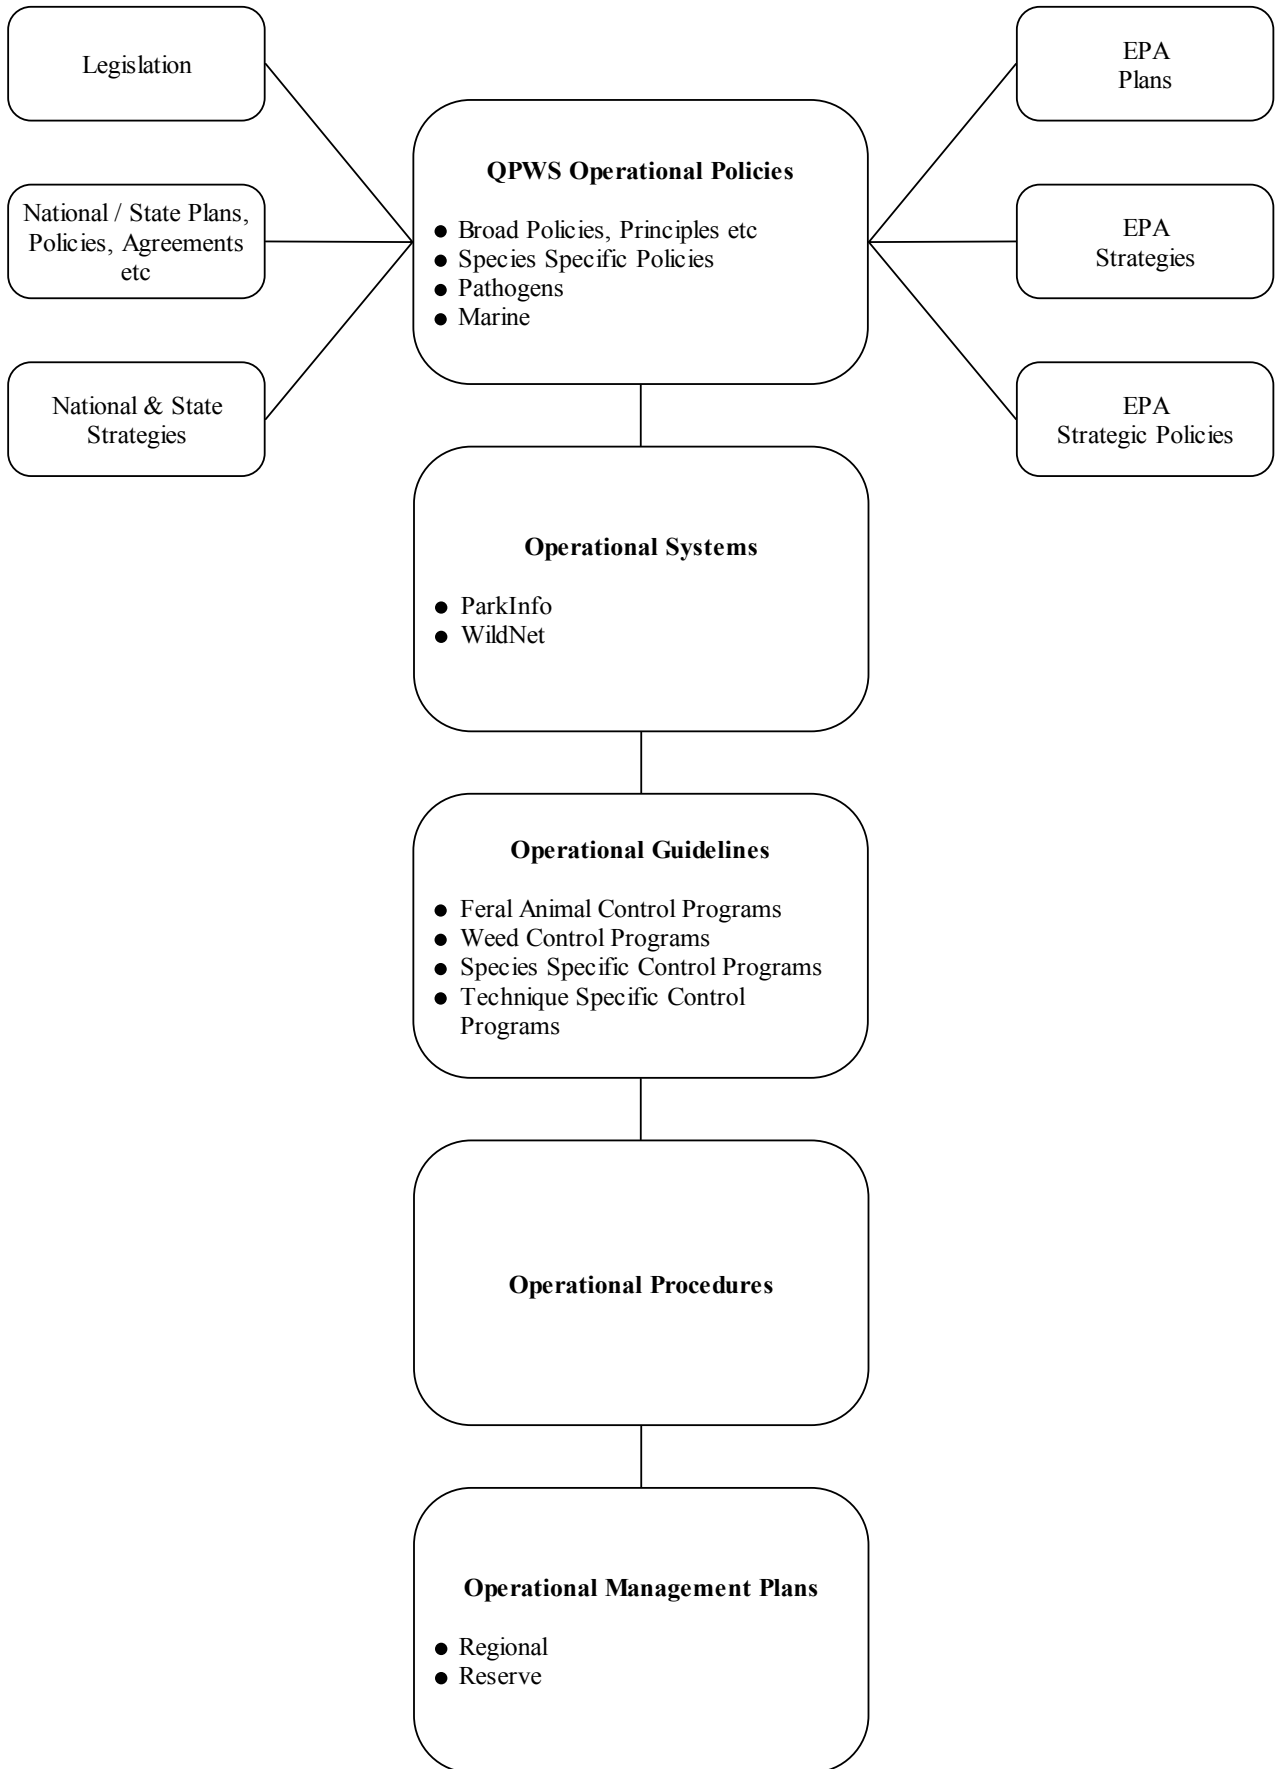 Legislation
National / State Plans,
Policies, Agreements
etc
National & State
Strategies
QPWS Operational Policies
● Broad Policies, Principles etc
● Species Specific Policies
● Pathogens
● Marine
EPA
Plans
EPA
Strategies
EPA
Strategic Policies
Operational Systems
● ParkInfo
● WildNet
Operational Guidelines
● Feral Animal Control Programs
● Weed Control Programs
● Species Specific Control Programs
● Technique Specific Control
Programs
Operational Procedures
Operational Management Plans
● Regional
● Reserve